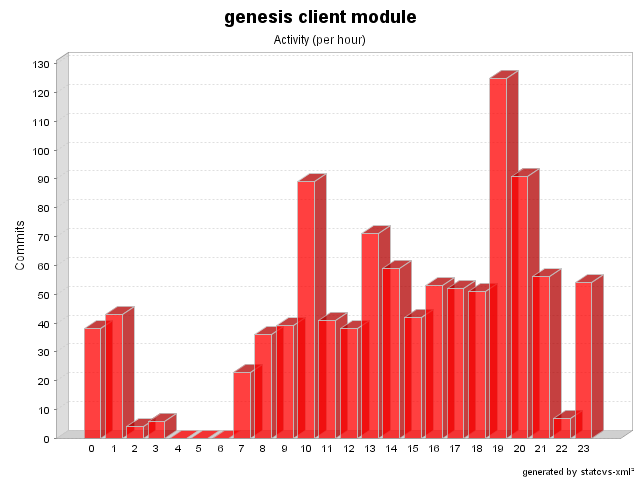 genesis client module
Activity (per hour)
130
120
110
100
90
80
70
60
50
40
30
20
10
0
Commits
0 1 2 3 4 5 6 7 8 9 10 11 12 13 14 15 16 17 18 19 20 21 22 23
generated by statcvs-xml²